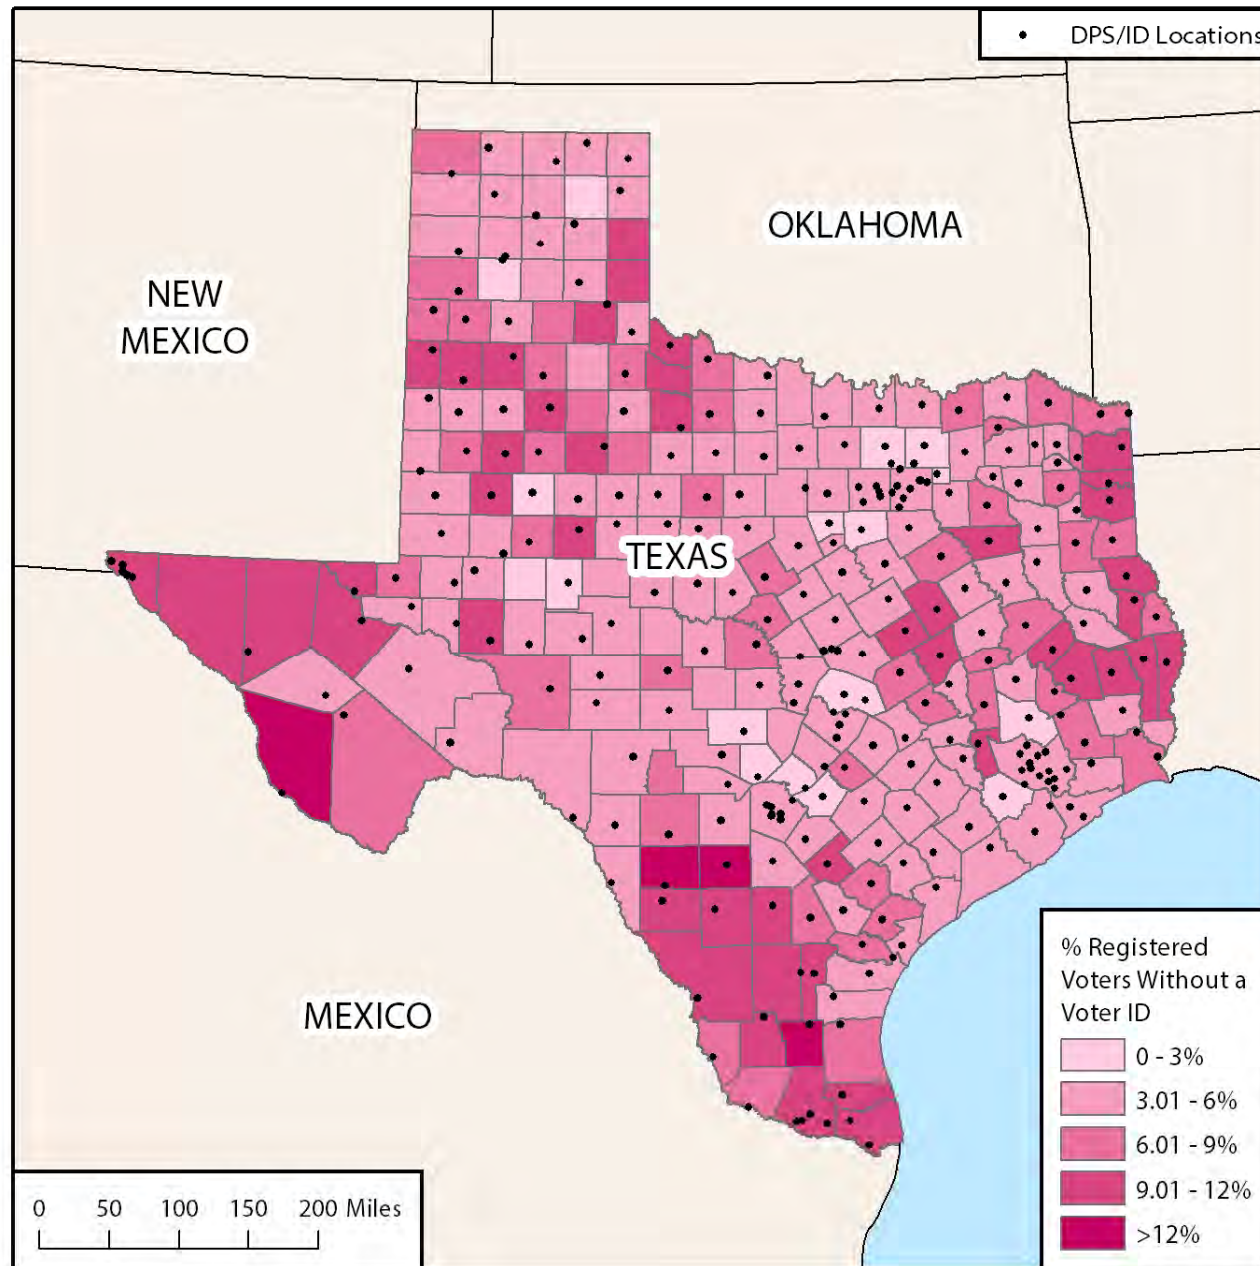 DPS/ID Locations
OKLAHOMA
NEW
MEXICO
TEXAS
MEXICO
% Registered
Voters Without a
Voter ID
0 - 3%
3.01 - 6%
6.01 - 9%
9.01 - 12%
>12%
0 50 100 150 200 Miles